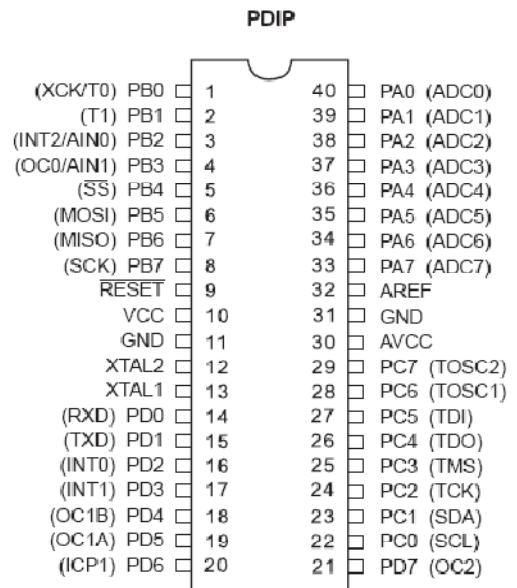 PDIP
(XCK/T0) PB0 1 40 PA0 (ADC0)
(T1) PB1 2 39 PA1 (ADC1)
(INT2/AIN0) PB2 3 38 PA2 (ADC2)
(OC0/AIN1) PB3 4 37 PA3 (ADC3)
(S̅S̅) PB4 5 36 PA4 (ADC4)
(MOSI) PB5 6 35 PA5 (ADC5)
(MISO) PB6 7 34 PA6 (ADC6)
(SCK) PB7 8 33 PA7 (ADC7)
R̅E̅S̅E̅T̅ 9 32 AREF
VCC 10 31 GND
GND 11 30 AVCC
XTAL2 12 29 PC7 (TOSC2)
XTAL1 13 28 PC6 (TOSC1)
(RXD) PD0 14 27 PC5 (TDI)
(TXD) PD1 15 26 PC4 (TDO)
(INT0) PD2 16 25 PC3 (TMS)
(INT1) PD3 17 24 PC2 (TCK)
(OC1B) PD4 18 23 PC1 (SDA)
(OC1A) PD5 19 22 PC0 (SCL)
(ICP1) PD6 20 21 PD7 (OC2)